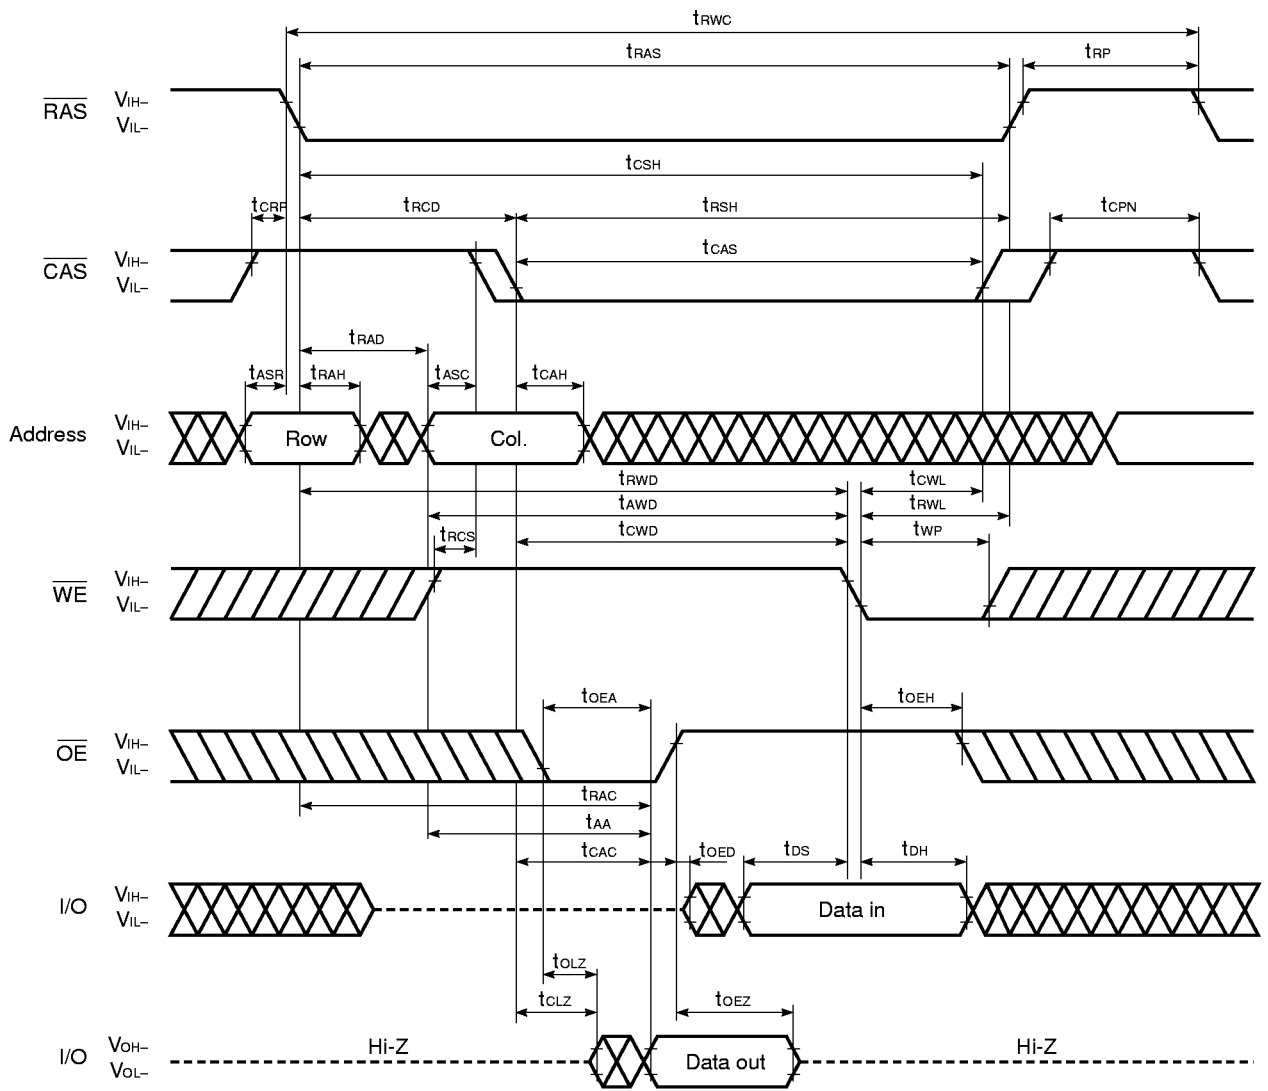 tRWC
tRAS tRP
RAS VIH–
VIL–
tCSH
tCRP tRCD tRSH tCPN
CAS VIH– tCAS
VIL–
tRAD
tASR tRAH tASC tCAH
Address VIH–
VIL– Row Col.
tRWD tCWL
tAWD tRWL
tRCS tCWD tWP
WE VIH–
VIL–
tOEA tOEH
OE VIH–
VIL–
tRAC
tAA
tCAC tOED tDS tDH
I/O VIH–
VIL– Data in
tOLZ
tCLZ tOEZ
I/O VOH– Hi-Z Hi-Z
VOL– Data out